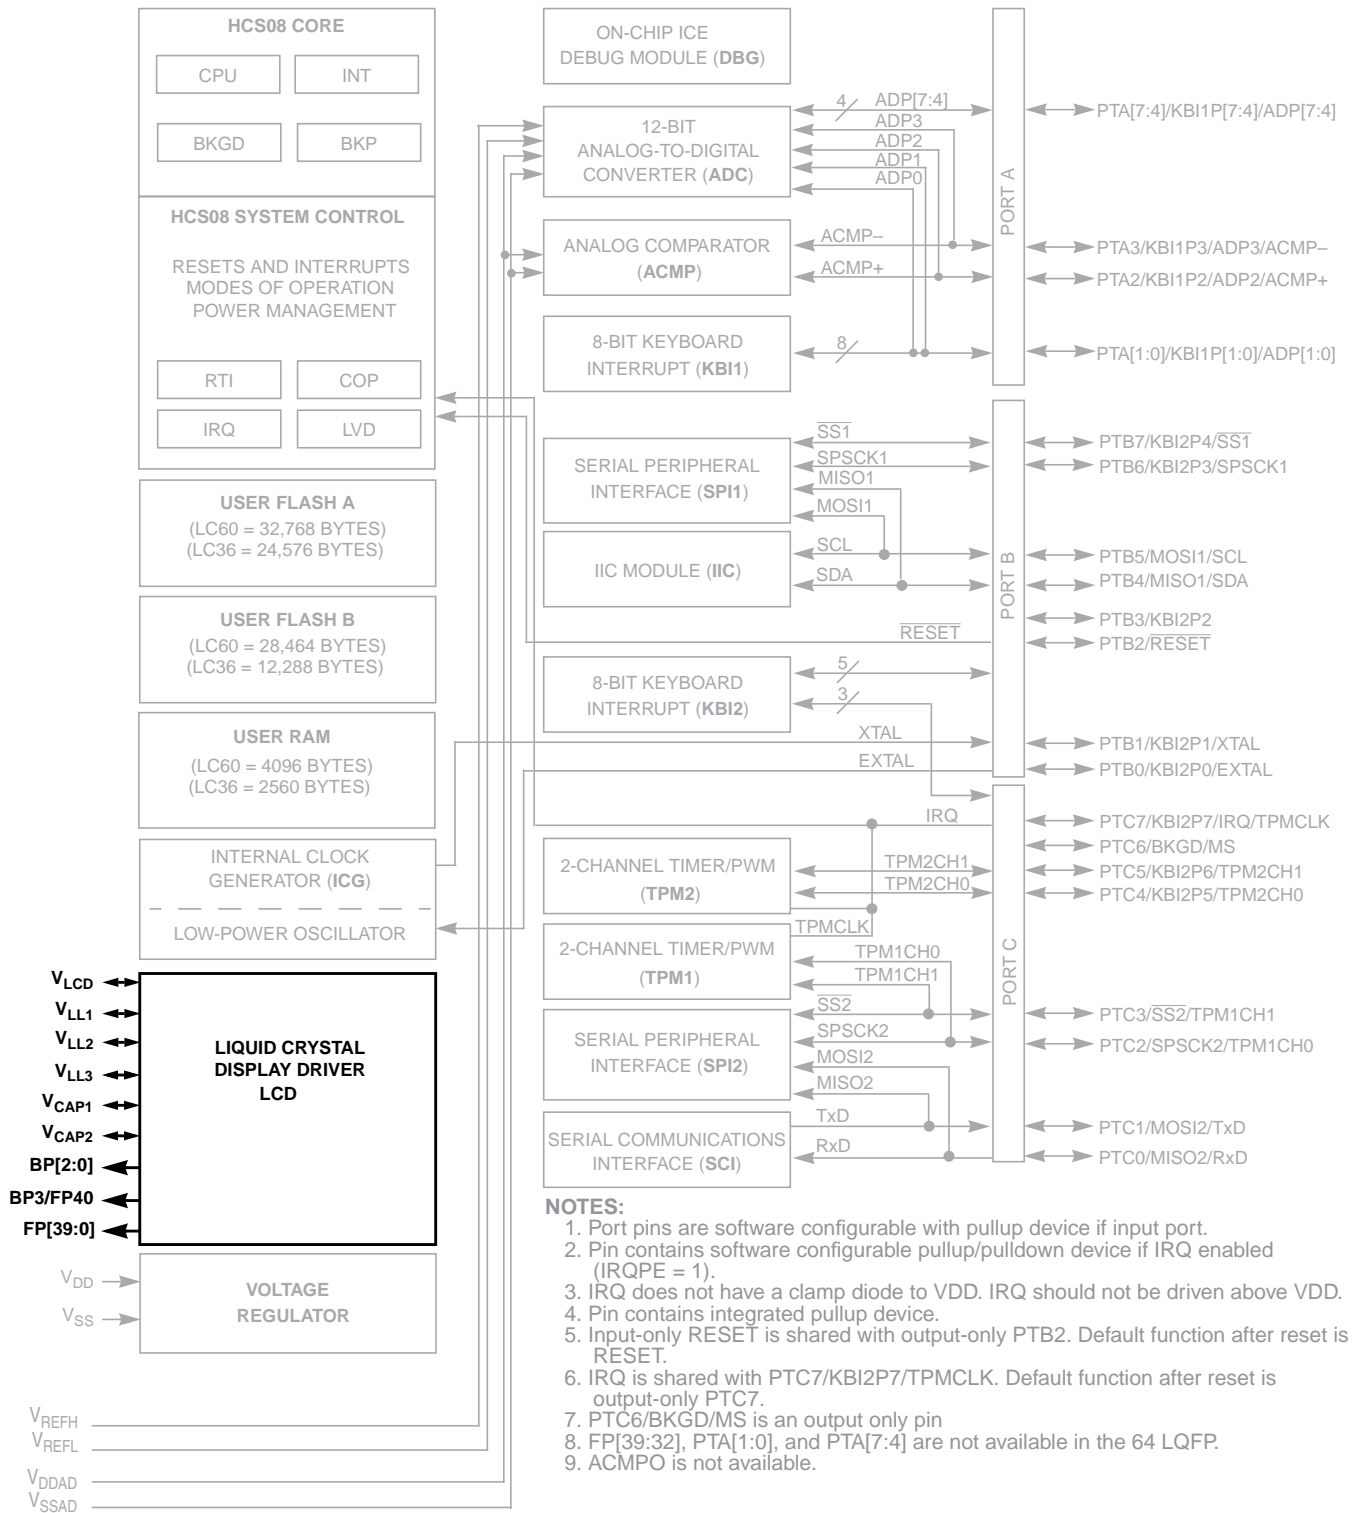 HCS08 CORE
CPU
INT
BKGD
BKP
HCS08 SYSTEM CONTROL
RESETS AND INTERRUPTS
MODES OF OPERATION
POWER MANAGEMENT
RTI
COP
IRQ
LVD
USER FLASH A
(LC60 = 32,768 BYTES)
(LC36 = 24,576 BYTES)
USER FLASH B
(LC60 = 28,464 BYTES)
(LC36 = 12,288 BYTES)
USER RAM
(LC60 = 4096 BYTES)
(LC36 = 2560 BYTES)
INTERNAL CLOCK
GENERATOR (ICG)
LOW-POWER OSCILLATOR
VLCD
VLL1
VLL2
VLL3
VCAP1
VCAP2
BP[2:0]
BP3/FP40
FP[39:0]
LIQUID CRYSTAL
DISPLAY DRIVER
LCD
VDD
VSS
VOLTAGE
REGULATOR
VREFH
VREFL
VDDAD
VSSAD
ON-CHIP ICE
DEBUG MODULE (DBG)
12-BIT
ANALOG-TO-DIGITAL
CONVERTER (ADC)
4
ADP[7:4]
ADP3
ADP2
ADP1
ADP0
ANALOG COMPARATOR
(ACMP)
ACMP–
ACMP+
8-BIT KEYBOARD
INTERRUPT (KBI1)
8
PORT A
PTA[7:4]/KBI1P[7:4]/ADP[7:4]
PTA3/KBI1P3/ADP3/ACMP–
PTA2/KBI1P2/ADP2/ACMP+
PTA[1:0]/KBI1P[1:0]/ADP[1:0]
SERIAL PERIPHERAL
INTERFACE (SPI1)
SS1
SPSCK1
MISO1
MOSI1
IIC MODULE (IIC)
SCL
SDA
RESET
8-BIT KEYBOARD
INTERRUPT (KBI2)
5
3
XTAL
EXTAL
PORT B
PTB7/KBI2P4/SS1
PTB6/KBI2P3/SPSCK1
PTB5/MOSI1/SCL
PTB4/MISO1/SDA
PTB3/KBI2P2
PTB2/RESET
PTB1/KBI2P1/XTAL
PTB0/KBI2P0/EXTAL
IRQ
2-CHANNEL TIMER/PWM
(TPM2)
TPM2CH1
TPM2CH0
TPMCLK
2-CHANNEL TIMER/PWM
(TPM1)
TPM1CH0
TPM1CH1
SERIAL PERIPHERAL
INTERFACE (SPI2)
SS2
SPSCK2
MOSI2
MISO2
SERIAL COMMUNICATIONS
INTERFACE (SCI)
TxD
RxD
PORT C
PTC7/KBI2P7/IRQ/TPMCLK
PTC6/BKGD/MS
PTC5/KBI2P6/TPM2CH1
PTC4/KBI2P5/TPM2CH0
PTC3/SS2/TPM1CH1
PTC2/SPSCK2/TPM1CH0
PTC1/MOSI2/TxD
PTC0/MISO2/RxD
NOTES:
1. Port pins are software configurable with pullup device if input port.
2. Pin contains software configurable pullup/pulldown device if IRQ enabled
(IRQPE = 1).
3. IRQ does not have a clamp diode to VDD. IRQ should not be driven above VDD.
4. Pin contains integrated pullup device.
5. Input-only RESET is shared with output-only PTB2. Default function after reset is
RESET.
6. IRQ is shared with PTC7/KBI2P7/TPMCLK. Default function after reset is
output-only PTC7.
7. PTC6/BKGD/MS is an output only pin
8. FP[39:32], PTA[1:0], and PTA[7:4] are not available in the 64 LQFP.
9. ACMPO is not available.